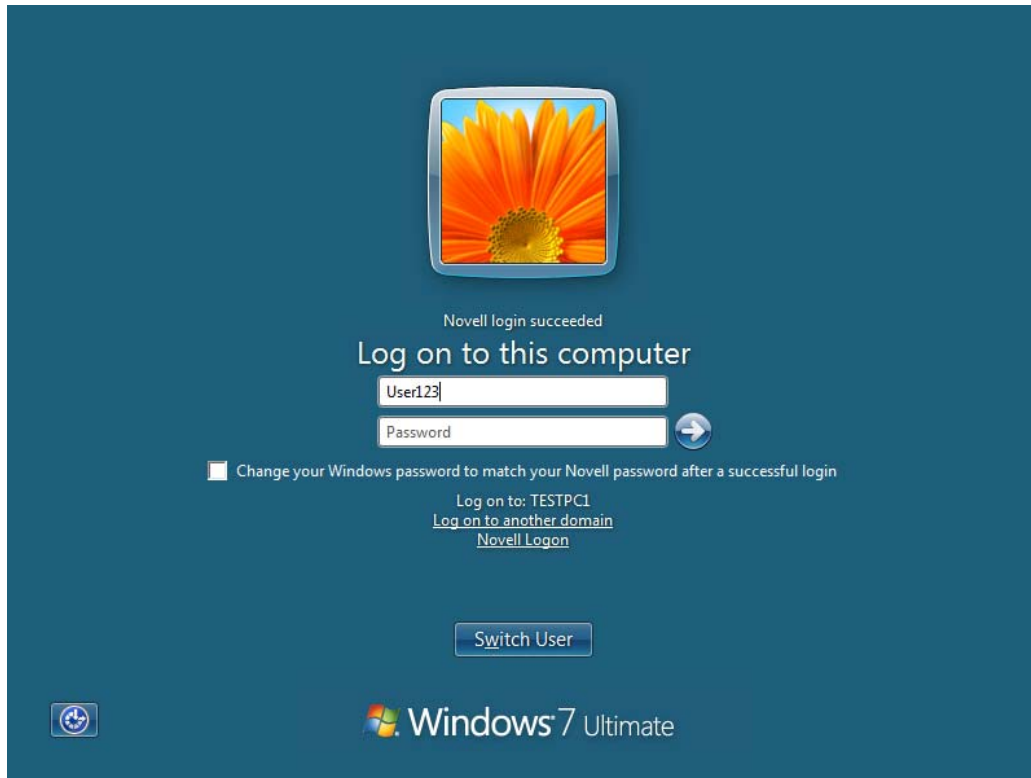 Novell login succeeded
Log on to this computer
User123
Password
Change your Windows password to match your Novell password after a successful login
Log on to: TESTPC1
Log on to another domain
Novell Logon
Switch User
Windows 7 Ultimate